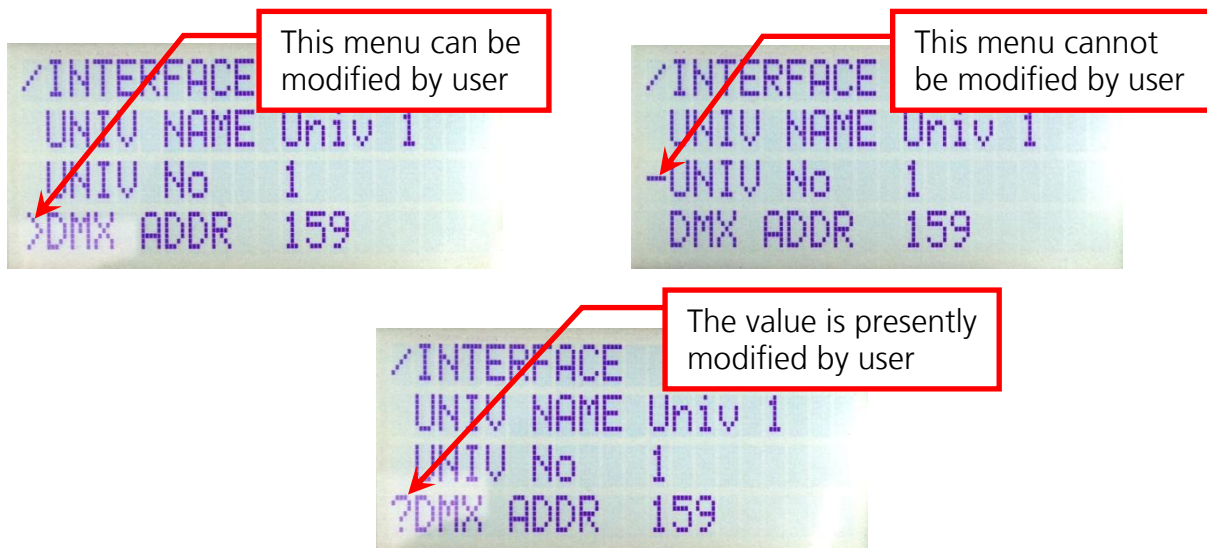 This menu can be
modified by user
/INTERFACE
UNIV NAME Univ 1
UNIV No 1
>DMX ADDR 159
This menu cannot
be modified by user
/INTERFACE
UNIV NAME Univ 1
-UNIV No 1
DMX ADDR 159
The value is presently
modified by user
/INTERFACE
UNIV NAME Univ 1
UNIV No 1
?DMX ADDR 159